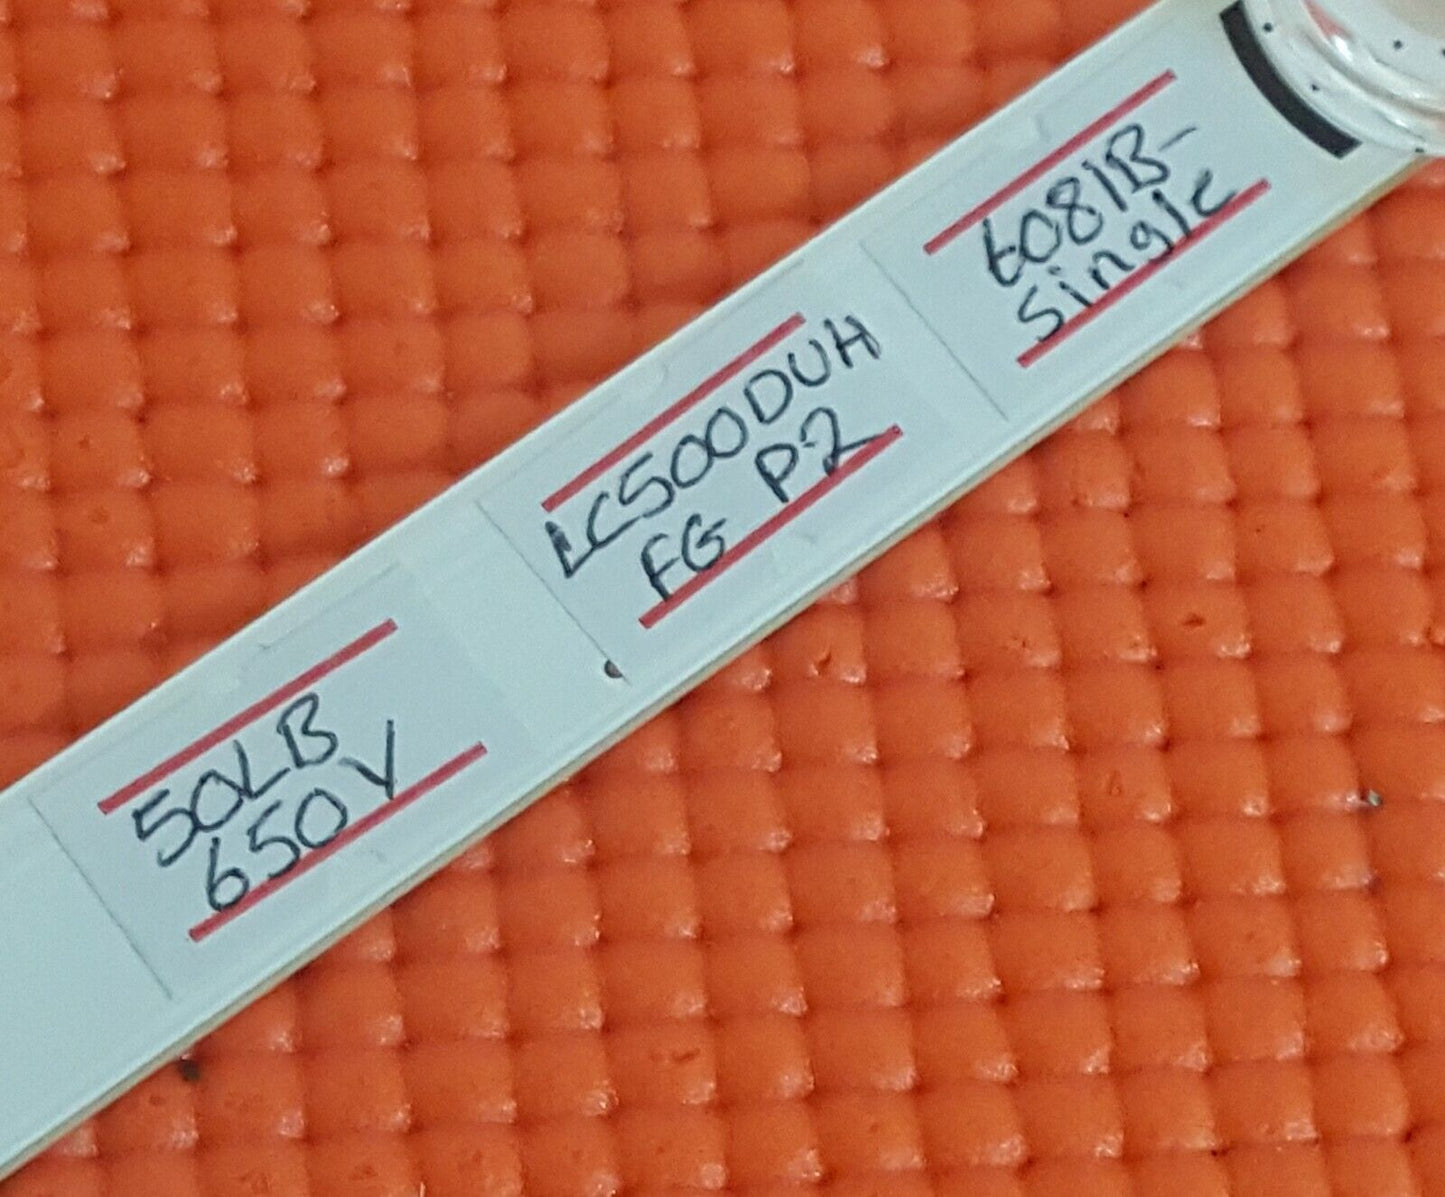 50LB
650V
LC500DUH
FG P2
6081B-
Single